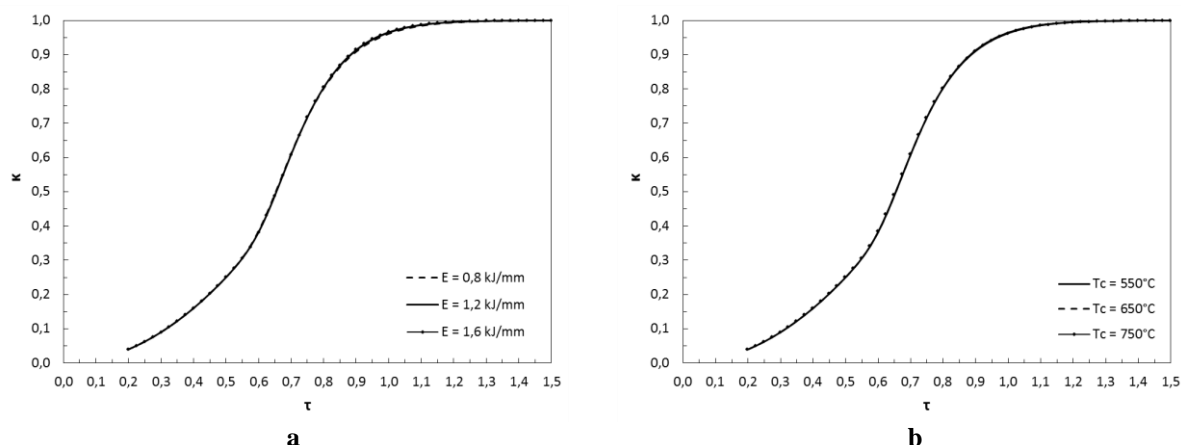 1,0
0,9
0,8
0,7
0,6
0,5
0,4
0,3
0,2
0,1
0,0
κ
0,0 0,1 0,2 0,3 0,4 0,5 0,6 0,7 0,8 0,9 1,0 1,1 1,2 1,3 1,4 1,5
τ
E = 0,8 kJ/mm
E = 1,2 kJ/mm
E = 1,6 kJ/mm
a
1,0
0,9
0,8
0,7
0,6
0,5
0,4
0,3
0,2
0,1
0,0
κ
0,0 0,1 0,2 0,3 0,4 0,5 0,6 0,7 0,8 0,9 1,0 1,1 1,2 1,3 1,4 1,5
τ
Tc = 550°C
Tc = 650°C
Tc = 750°C
b